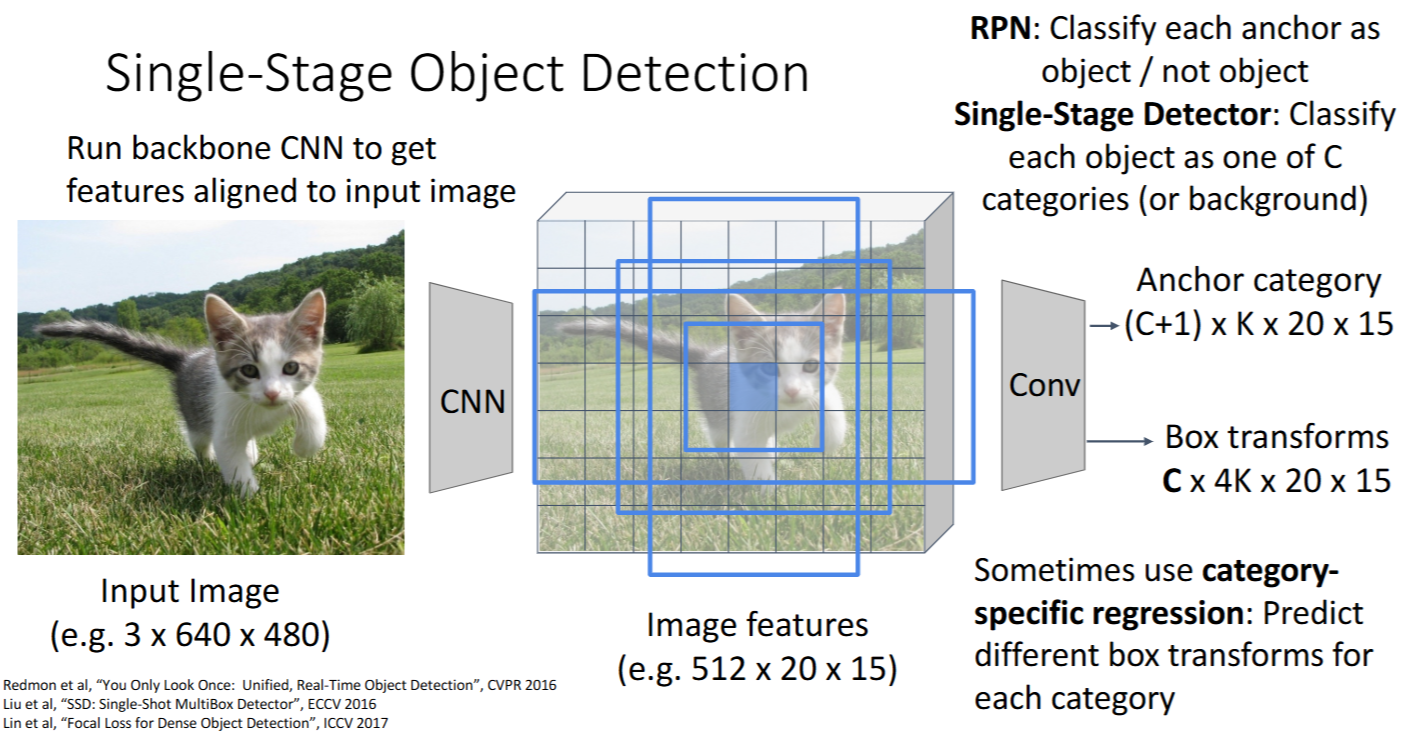 Single-Stage Object Detection
RPN: Classify each anchor as
object / not object
Single-Stage Detector: Classify
each object as one of C
categories (or background)
Run backbone CNN to get
features aligned to input image
CNN
Conv
Anchor category
(C+1) x K x 20 x 15
Box transforms
C x 4K x 20 x 15
Input Image
(e.g. 3 x 640 x 480)
Image features
(e.g. 512 x 20 x 15)
Sometimes use category-
specific regression: Predict
different box transforms for
each category
Redmon et al, “You Only Look Once: Unified, Real-Time Object Detection”, CVPR 2016
Liu et al, “SSD: Single-Shot MultiBox Detector”, ECCV 2016
Lin et al, “Focal Loss for Dense Object Detection”, ICCV 2017